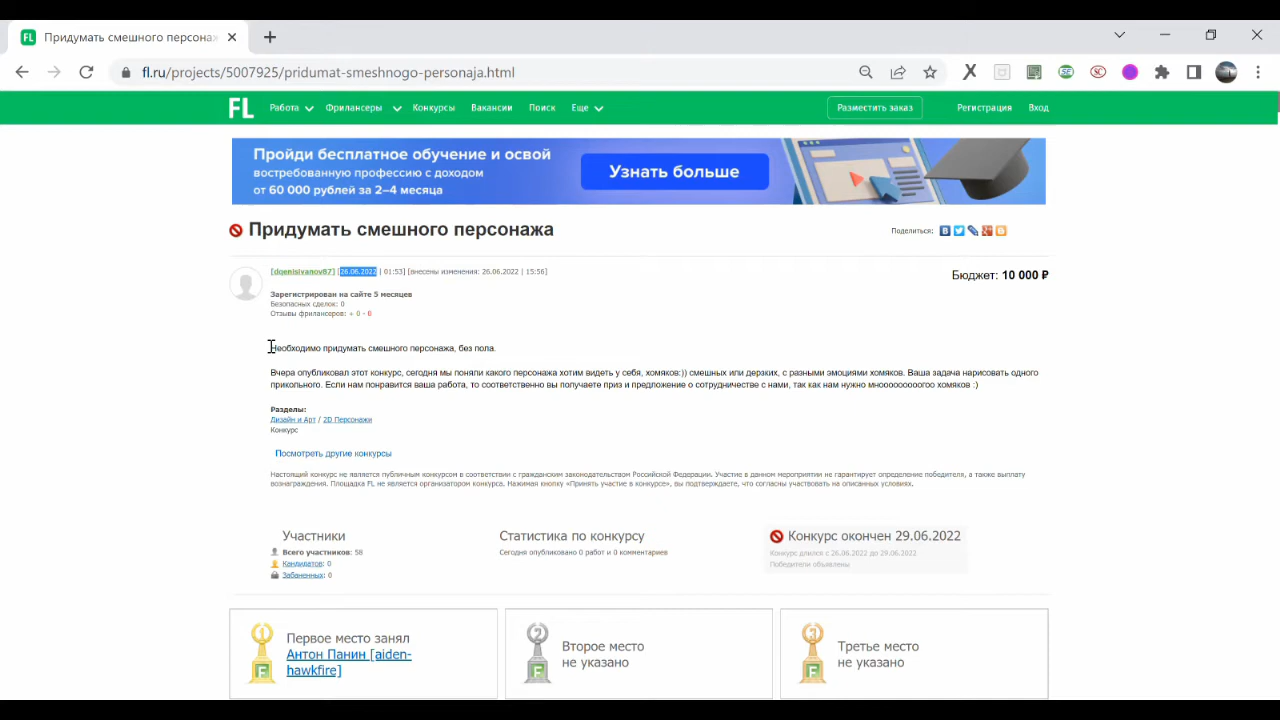 Придумать смешного персона
fl.ru/projects/5007925/pridumat-smeshnogo-personaja.html
FL Работа Фрилансеры Конкурсы Вакансии Поиск Еще Разместить заказ Регистрация Вход
Пройди бесплатное обучение и освой
востребованную профессию с доходом
от 60 000 рублей за 2–4 месяца
Узнать больше
Придумать смешного персонажа
Поделиться:
[dqenisivanov87] [26.06.2022 | 01:53] [внесены изменения: 26.06.2022 | 15:56]
Бюджет: 10 000 ₽
Зарегистрирован на сайте 5 месяцев
Безопасных сделок: 0
Отзывы фрилансеров: + 0 - 0
Необходимо придумать смешного персонажа, без пола.
Вчера опубликовал этот конкурс, сегодня мы поняли какого персонажа хотим видеть у себя, хомяков:)) смешных или дерзких, с разными эмоциями хомяков. Ваша задача нарисовать одного
прикольного. Если нам понравится ваша работа, то соответственно вы получаете приз и предложение о сотрудничестве с нами, так как нам нужно мнооооооооогоо хомяков :)
Разделы:
Дизайн и Арт / 2D Персонажи
Конкурс
Посмотреть другие конкурсы
Настоящий конкурс не является публичным конкурсом в соответствии с гражданским законодательством Российской Федерации. Участие в данном мероприятии не гарантирует определение победителя, а также выплату
вознаграждения. Площадка FL не является организатором конкурса. Нажимая кнопку «Принять участие в конкурсе», вы подтверждаете, что согласны участвовать на описанных условиях.
Участники
Всего участников: 58
Кандидатов: 0
Забаненных: 0
Статистика по конкурсу
Сегодня опубликовано 0 работ и 0 комментариев
Конкурс окончен 29.06.2022
Конкурс длился с 26.06.2022 до 29.06.2022
Победители объявлены
Первое место занял
Антон Панин [aiden-
hawkfire]
Второе место
не указано
Третье место
не указано